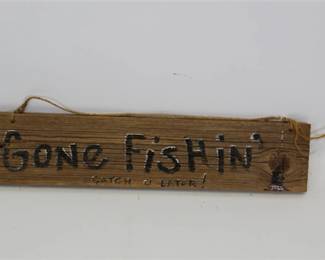 GONE FiSHiN'
CATCH U LATER!